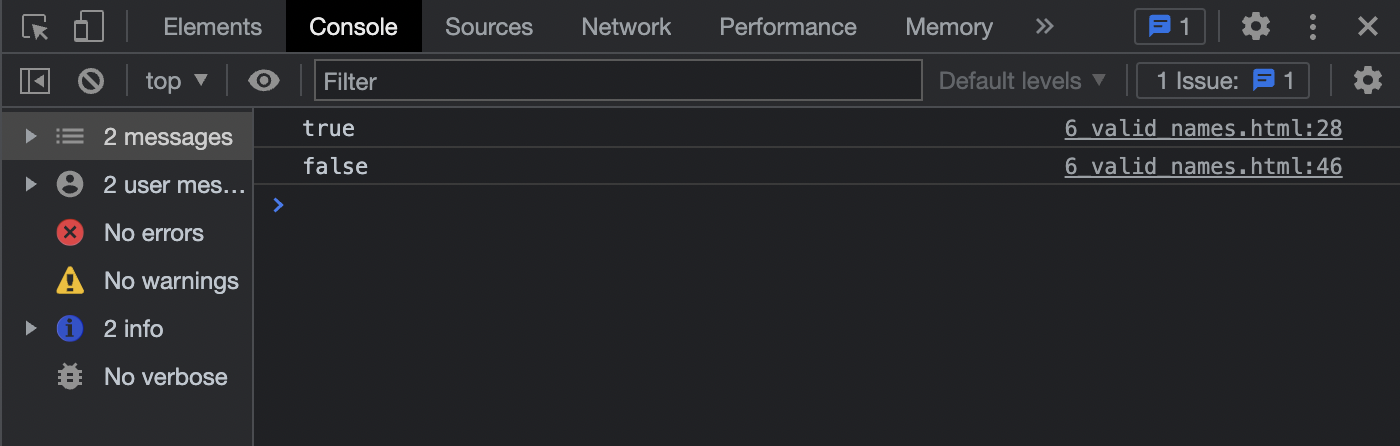 Elements Console Sources Network Performance Memory 1
top Filter Default levels 1 Issue: 1
2 messages true 6_valid_names.html:28
false 6_valid_names.html:46
2 user mes…
No errors
No warnings
2 info
No verbose